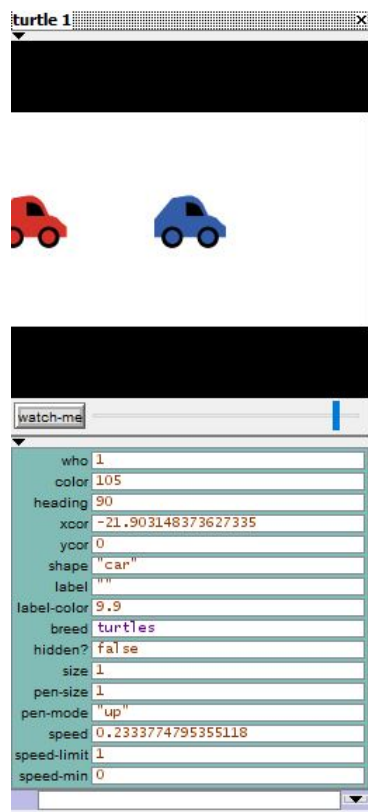 turtle 1
watch-me
who 1
color 105
heading 90
xcor -21.903148373627335
ycor 0
shape "car"
label ""
label-color 9.9
breed turtles
hidden? false
size 1
pen-size 1
pen-mode "up"
speed 0.2333774795355118
speed-limit 1
speed-min 0